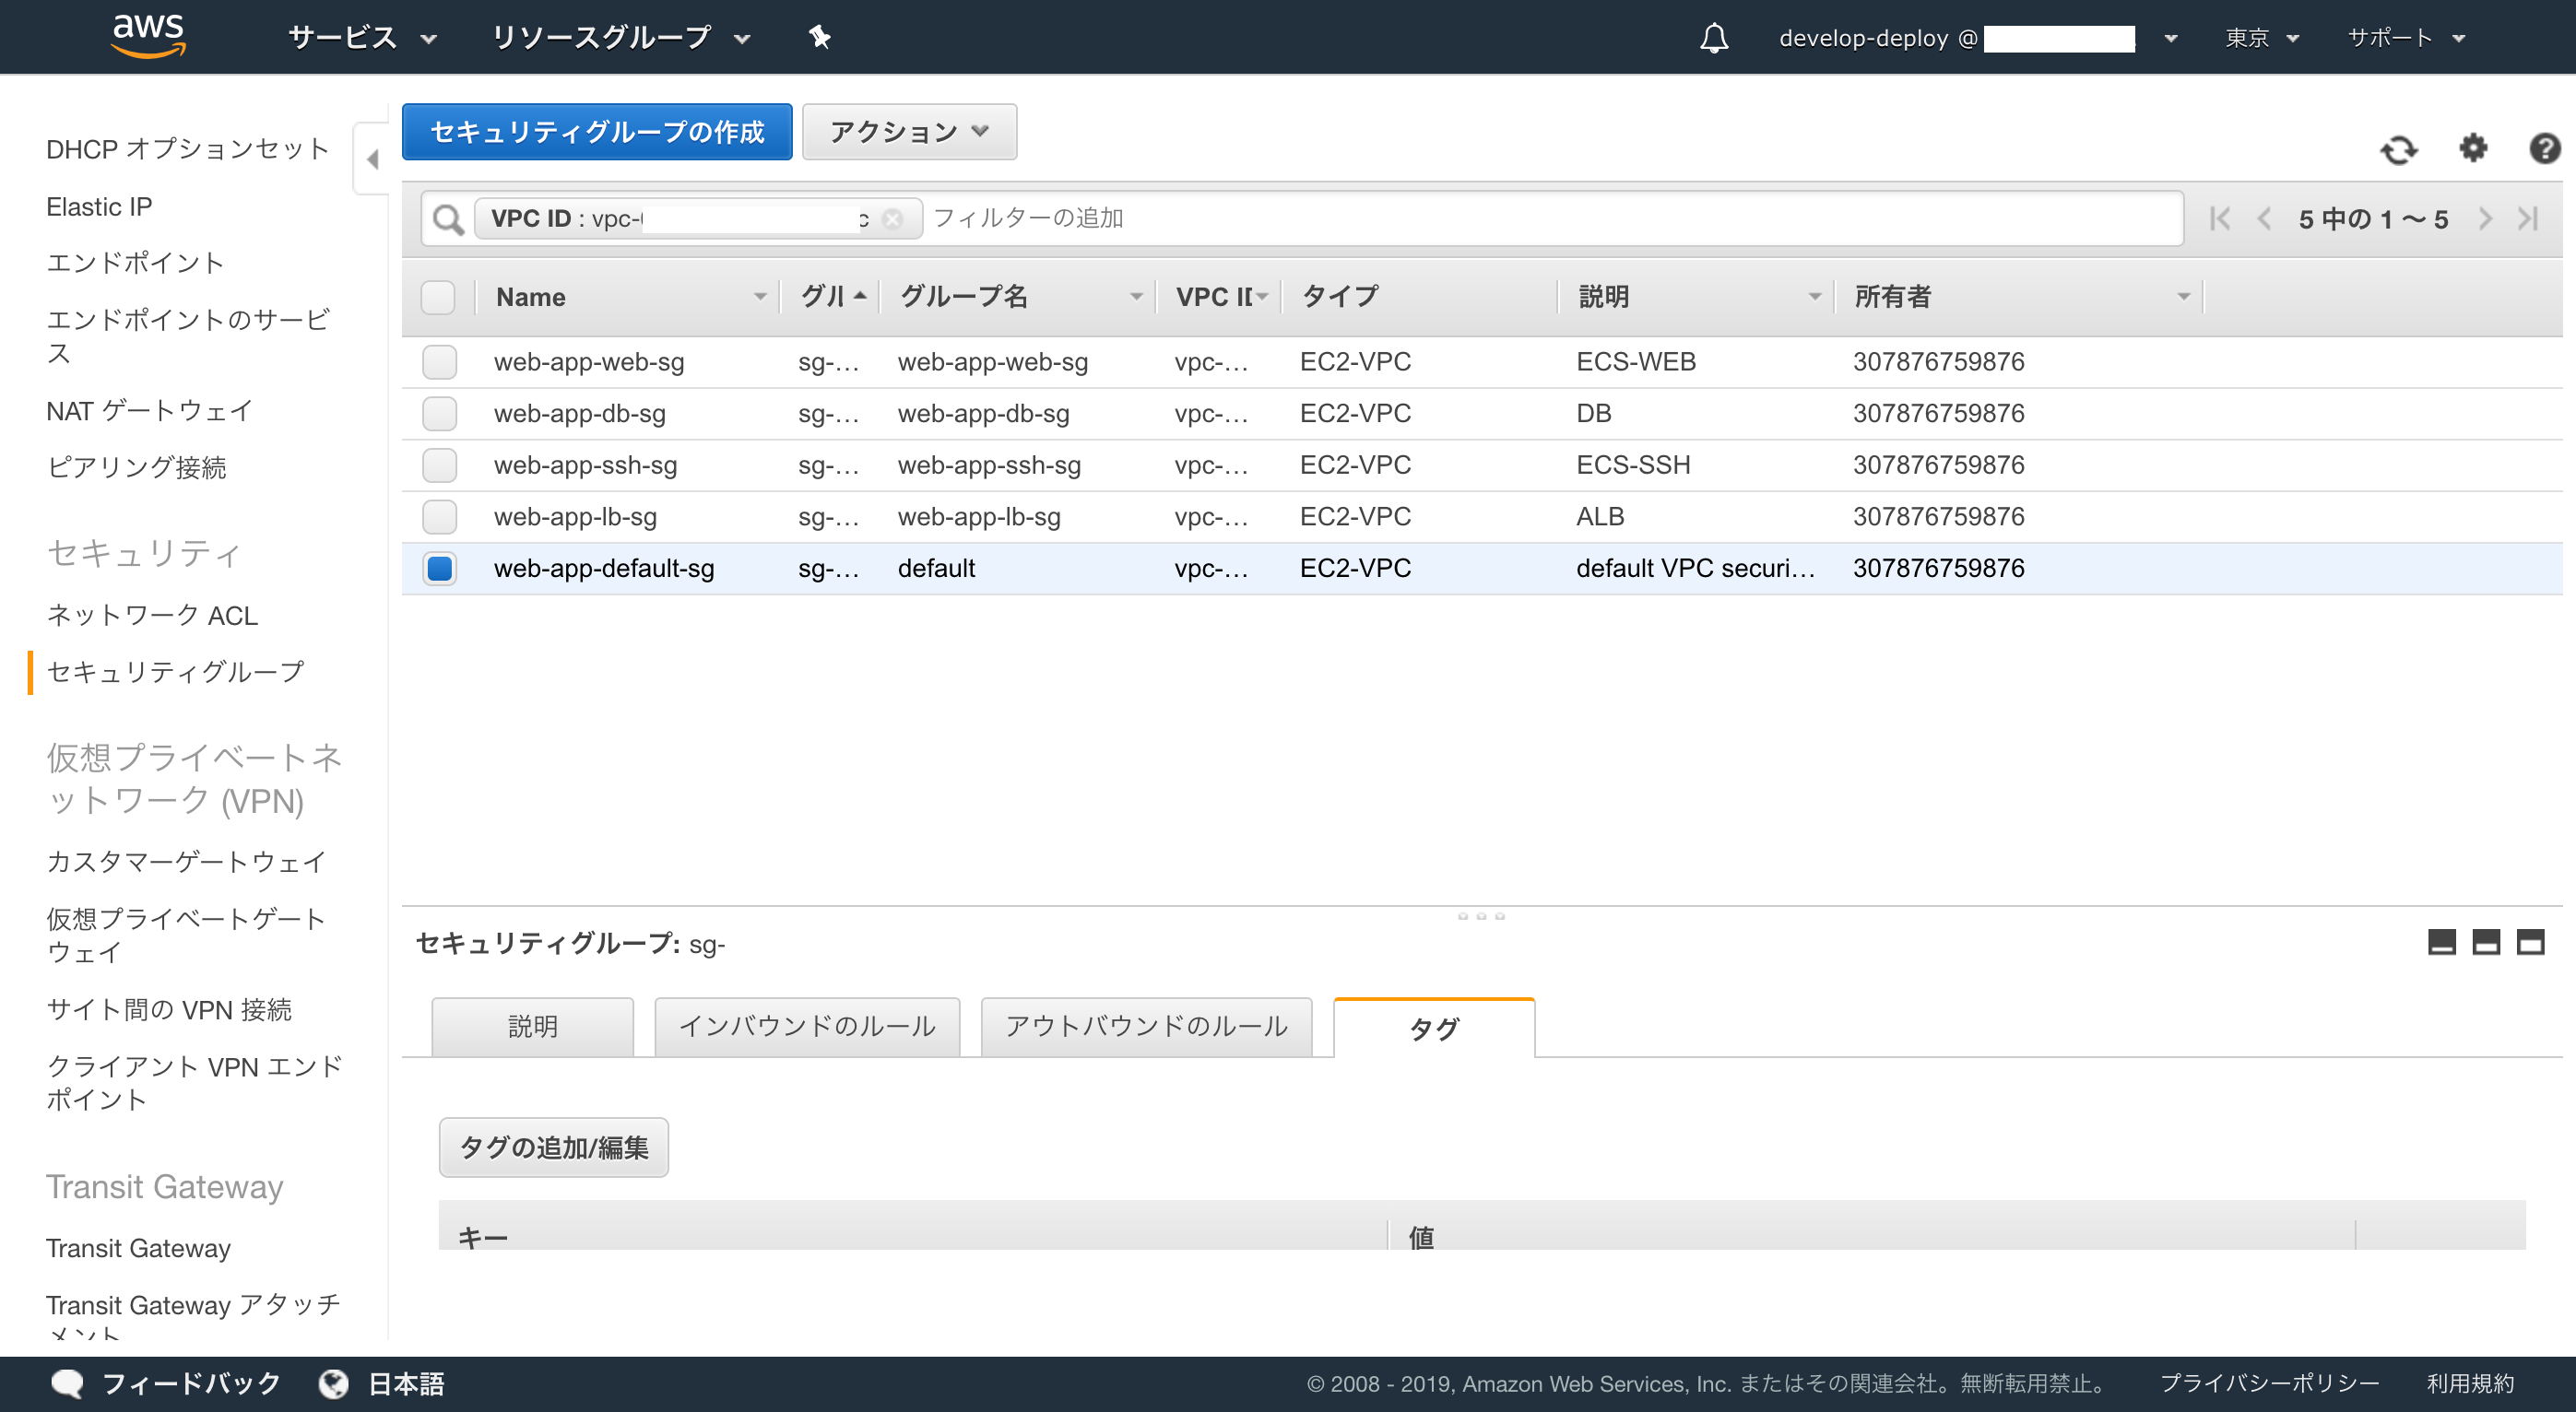 aws
サービス
リソースグループ
develop-deploy @
東京
サポート
DHCP オプションセット
Elastic IP
エンドポイント
エンドポイントのサービ
ス
NAT ゲートウェイ
ピアリング接続
セキュリティ
ネットワーク ACL
セキュリティグループ
仮想プライベートネ
ットワーク (VPN)
カスタマーゲートウェイ
仮想プライベートゲート
ウェイ
サイト間の VPN 接続
クライアント VPN エンド
ポイント
Transit Gateway
Transit Gateway
Transit Gateway アタッチ
メント
セキュリティグループの作成
アクション
VPC ID : vpc- c
フィルターの追加
5 中の 1 〜 5
Name グル グループ名 VPC ID タイプ 説明 所有者
web-app-web-sg sg-… web-app-web-sg vpc-… EC2-VPC ECS-WEB 307876759876
web-app-db-sg sg-… web-app-db-sg vpc-… EC2-VPC DB 307876759876
web-app-ssh-sg sg-… web-app-ssh-sg vpc-… EC2-VPC ECS-SSH 307876759876
web-app-lb-sg sg-… web-app-lb-sg vpc-… EC2-VPC ALB 307876759876
web-app-default-sg sg-… default vpc-… EC2-VPC default VPC securi… 307876759876
セキュリティグループ: sg-
説明
インバウンドのルール
アウトバウンドのルール
タグ
タグの追加/編集
キー 値
フィードバック
日本語
© 2008 - 2019, Amazon Web Services, Inc. またはその関連会社。無断転用禁止。
プライバシーポリシー
利用規約